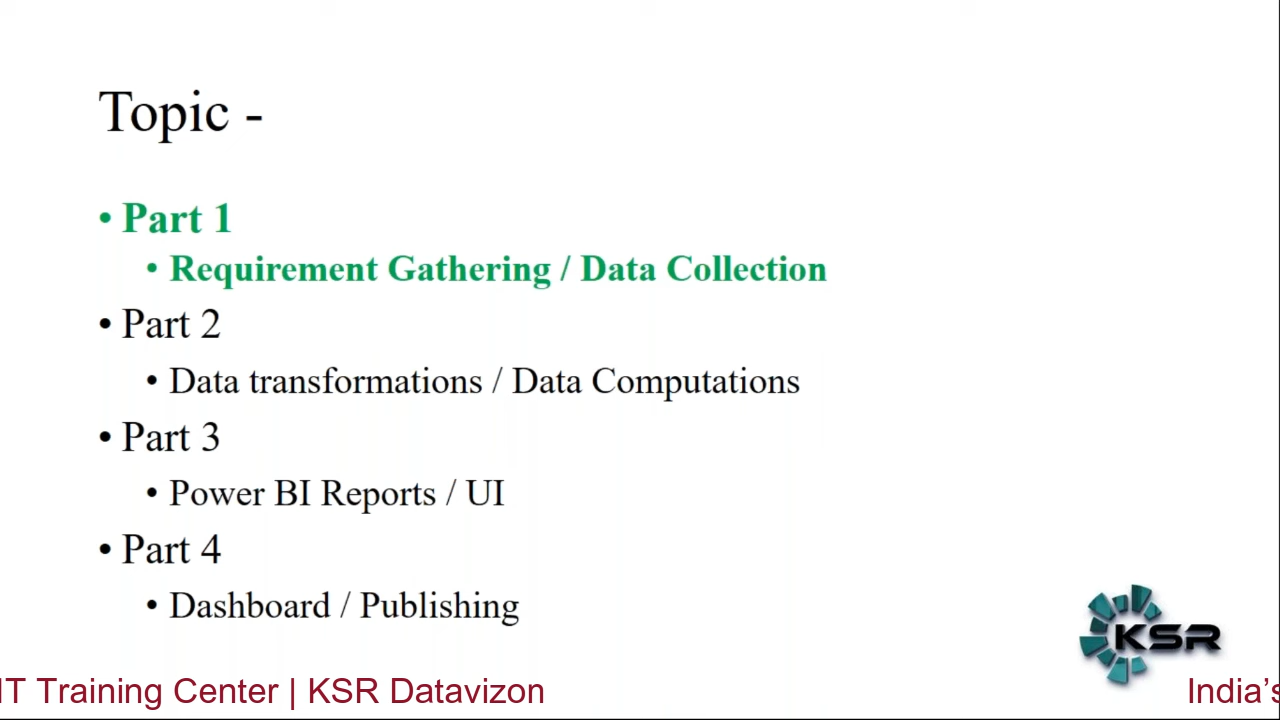 Topic -
• Part 1
• Requirement Gathering / Data Collection
• Part 2
• Data transformations / Data Computations
• Part 3
• Power BI Reports / UI
• Part 4
• Dashboard / Publishing
KSR
IT Training Center | KSR Datavizon
India's